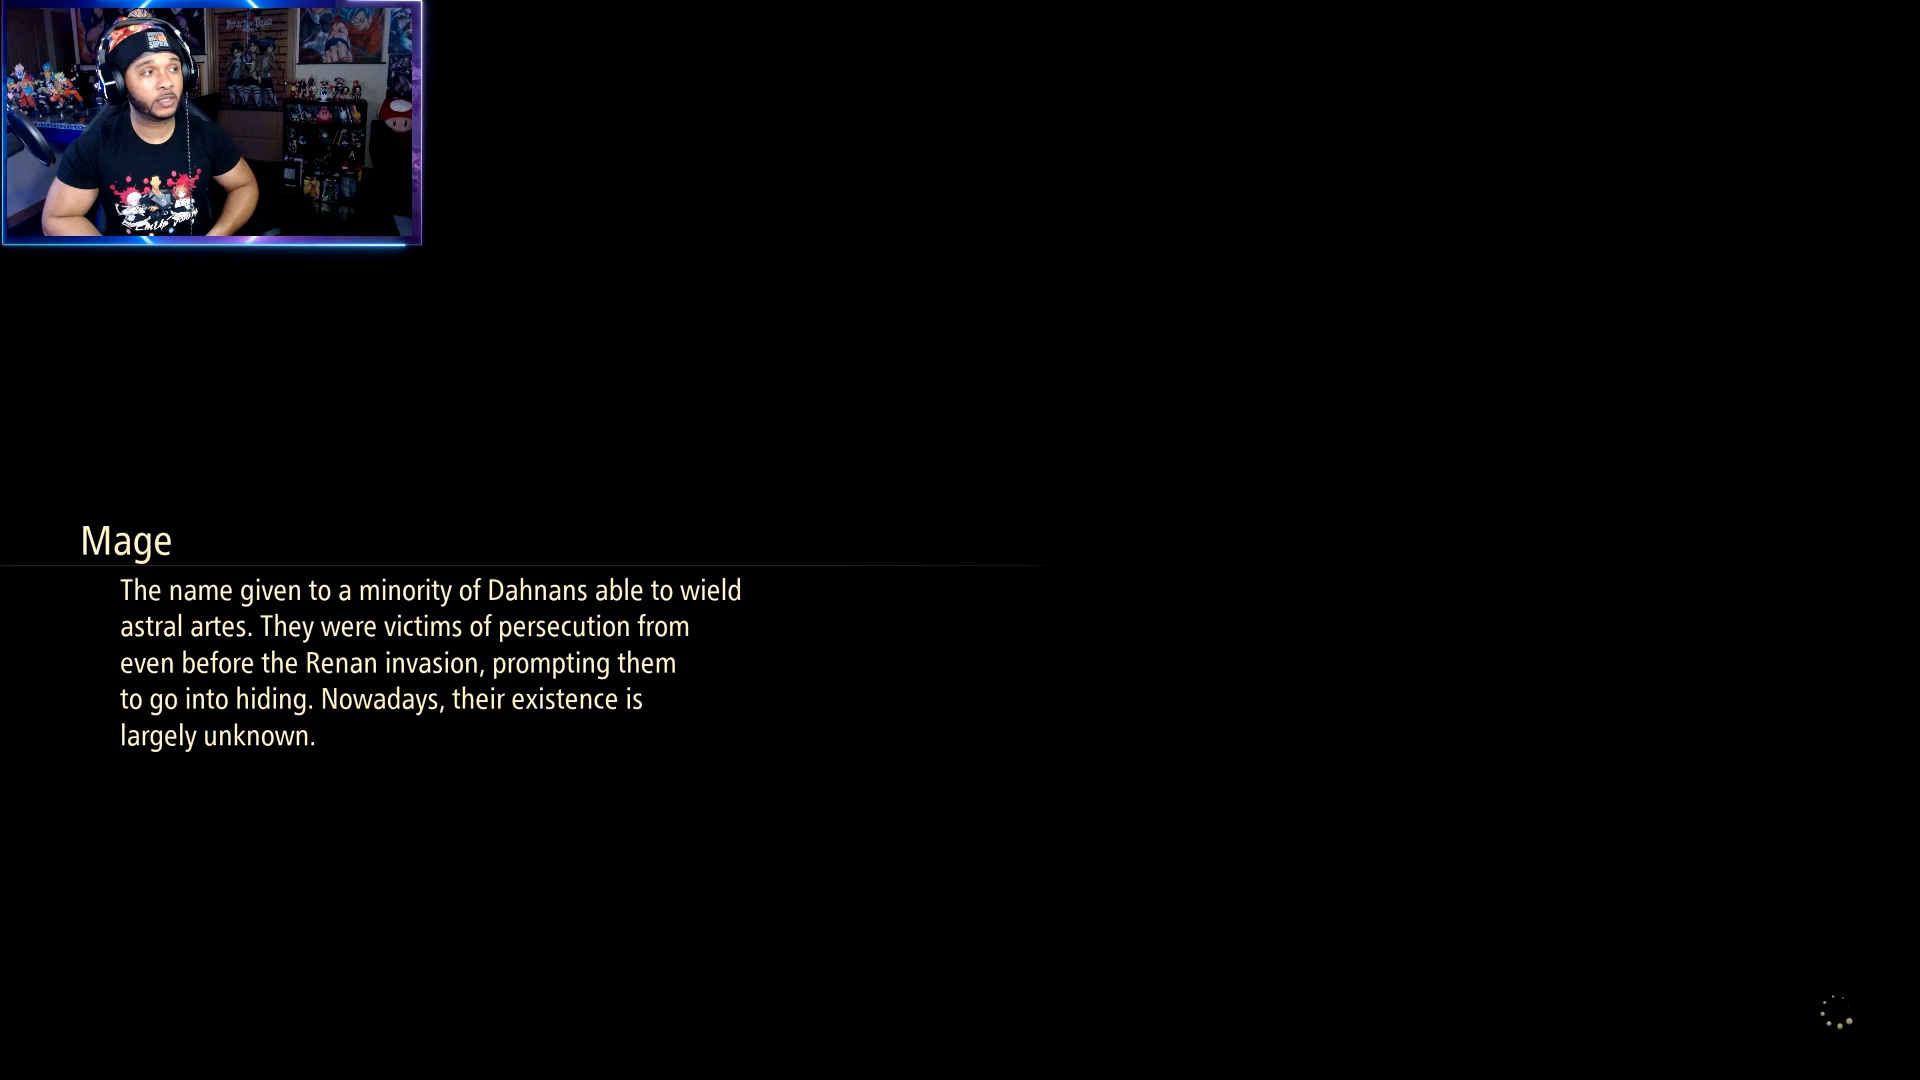 Mage
The name given to a minority of Dahnans able to wield
astral artes. They were victims of persecution from
even before the Renan invasion, prompting them
to go into hiding. Nowadays, their existence is
largely unknown.